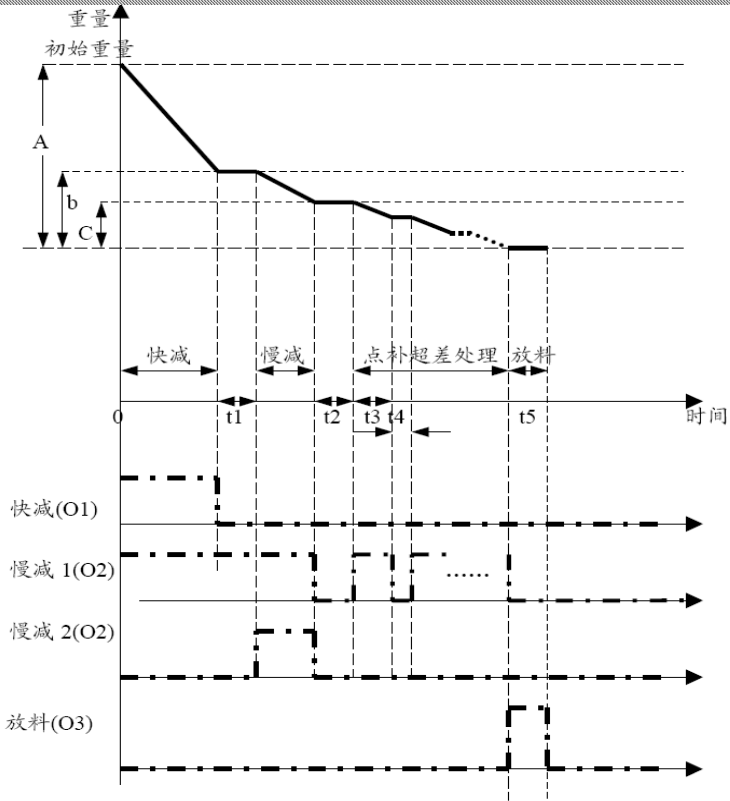 重量
初始重量
A
b
C
快减
慢减
点补超差处理
放料
0
t1
t2
t3
t4
t5
时间
快减(O1)
慢减 1(O2)
慢减 2(O2)
放料(O3)